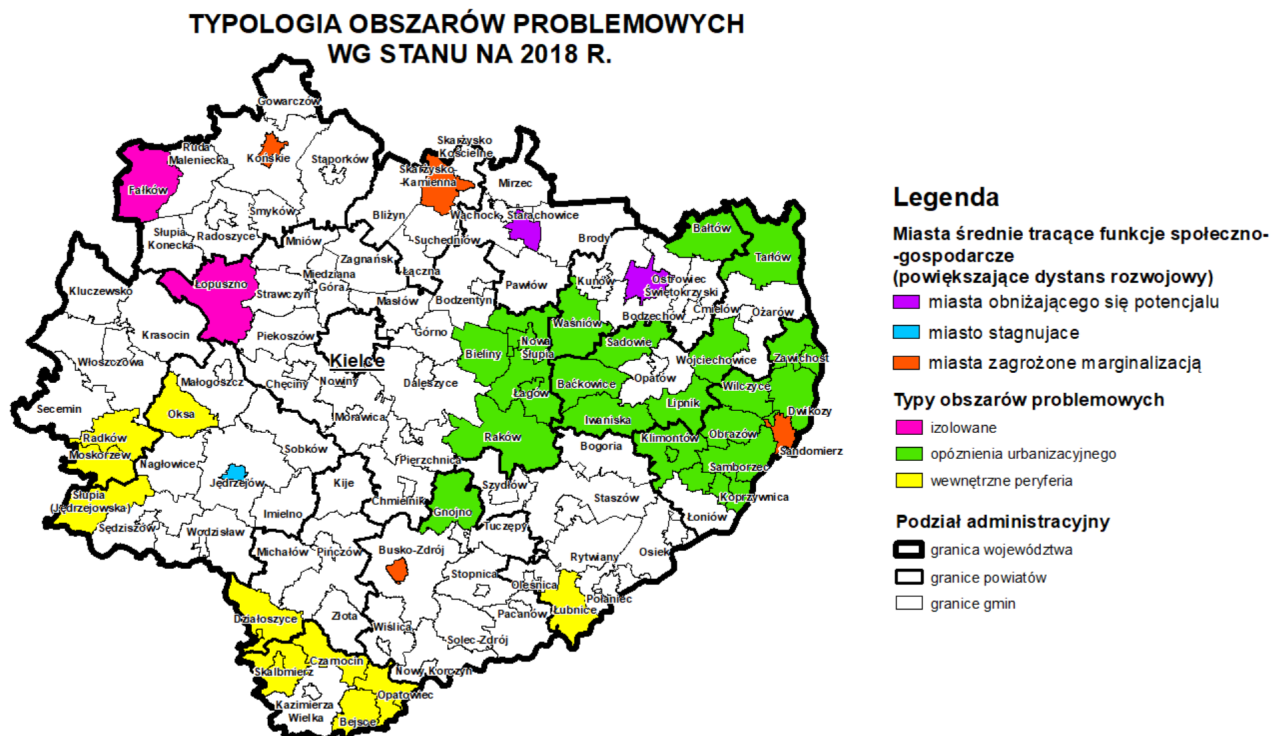 TYPOLOGIA OBSZARÓW PROBLEMOWYCH
WG STANU NA 2018 R.
Gowarczów
Ruda
Maleniecka
Końskie
Stąporków
Fałków
Smyków
Słupia
Konecka
Radoszyce
Skarżysko
Kościelne
Skarżysko-
Kamienna
Mirzec
Bliżyn
Wąchock
Starachowice
Suchedniów
Brody
Bałtów
Tarłów
Mniów
Zagnańsk
Łączna
Kluczewsko
Łopuszno
Strawczyn
Miedziana
Góra
Masłów
Bodzentyn
Pawłów
Kunów
Ostrowiec
Świętokrzyski
Bodzechów
Ćmielów
Ożarów
Krasocin
Piekoszów
Górno
Waśniów
Sadowie
Bieliny
Nowa
Słupia
Wojciechowice
Zawichost
Włoszczowa
Kielce
Małogoszcz
Chęciny
Nowiny
Daleszyce
Łagów
Baćkowice
Opatów
Wilczyce
Lipnik
Dwikozy
Secemin
Oksa
Morawica
Iwaniska
Radków
Moskorzew
Nagłowice
Sobków
Raków
Klimontów
Obrazów
Sandomierz
Pierzchnica
Bogoria
Samborzec
Jędrzejów
Kije
Chmielnik
Szydłów
Staszów
Koprzywnica
Słupia
(Jędrzejowska)
Sędziszów
Wodzisław
Imielno
Gnojno
Tuczępy
Łoniów
Michałów
Pińczów
Busko-Zdrój
Rytwiany
Osiek
Stopnica
Oleśnica
Połaniec
Łubnice
Działoszyce
Złota
Wiślica
Pacanów
Solec-Zdrój
Czarnocin
Skalbmierz
Nowy Korczyn
Opatowiec
Kazimierza
Wielka
Bejsce
Legenda
Miasta średnie tracące funkcje społeczno-
-gospodarcze
(powiększające dystans rozwojowy)
miasta obniżającego się potencjalu
miasto stagnujace
miasta zagrożone marginalizacją
Typy obszarów problemowych
izolowane
opóznienia urbanizacyjnego
wewnętrzne peryferia
Podział administracyjny
granica województwa
granice powiatów
granice gmin